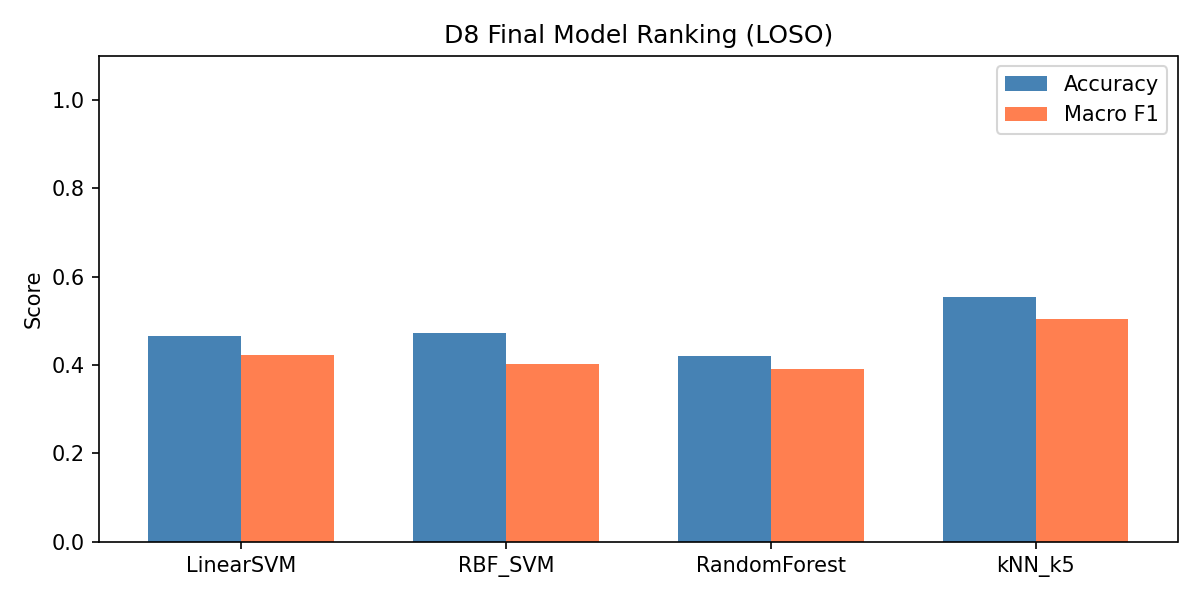 D8 Final Model Ranking (LOSO)
Accuracy
Macro F1
Score
1.0
0.8
0.6
0.4
0.2
0.0
LinearSVM
RBF_SVM
RandomForest
kNN_k5